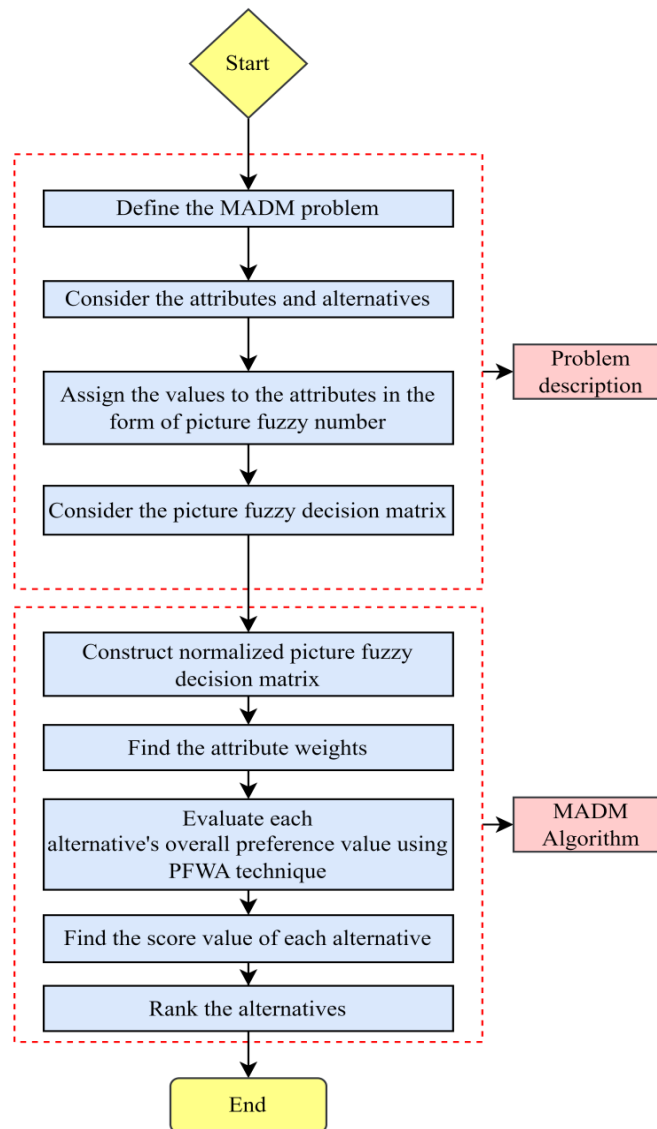 Start
Define the MADM problem
Consider the attributes and alternatives
Assign the values to the attributes in the
form of picture fuzzy number
Consider the picture fuzzy decision matrix
Problem
description
Construct normalized picture fuzzy
decision matrix
Find the attribute weights
Evaluate each
alternative's overall preference value using
PFWA technique
Find the score value of each alternative
Rank the alternatives
MADM
Algorithm
End